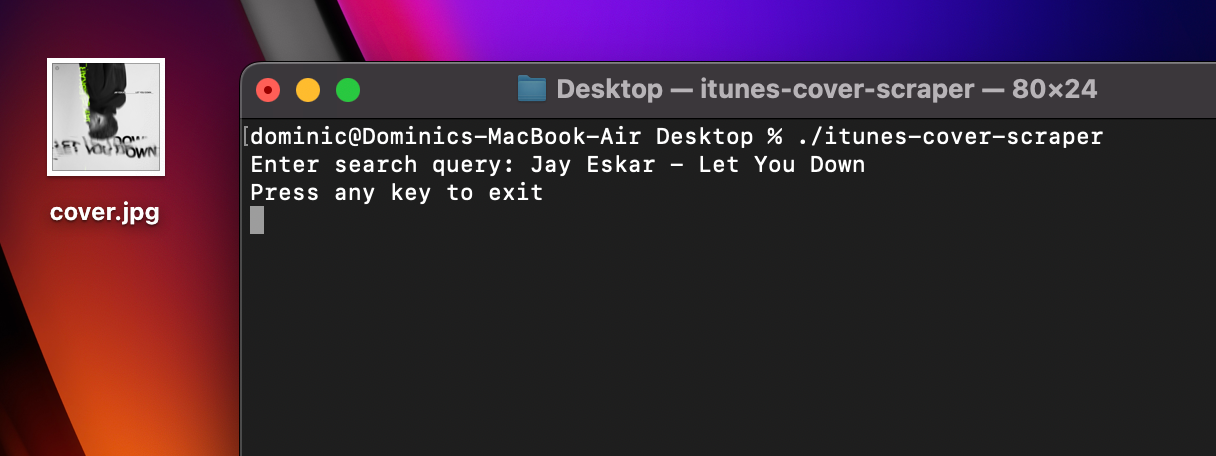 Desktop — itunes-cover-scraper — 80×24
dominic@Dominics-MacBook-Air Desktop % ./itunes-cover-scraper
Enter search query: Jay Eskar - Let You Down
Press any key to exit
LET YOU DOWN
cover.jpg